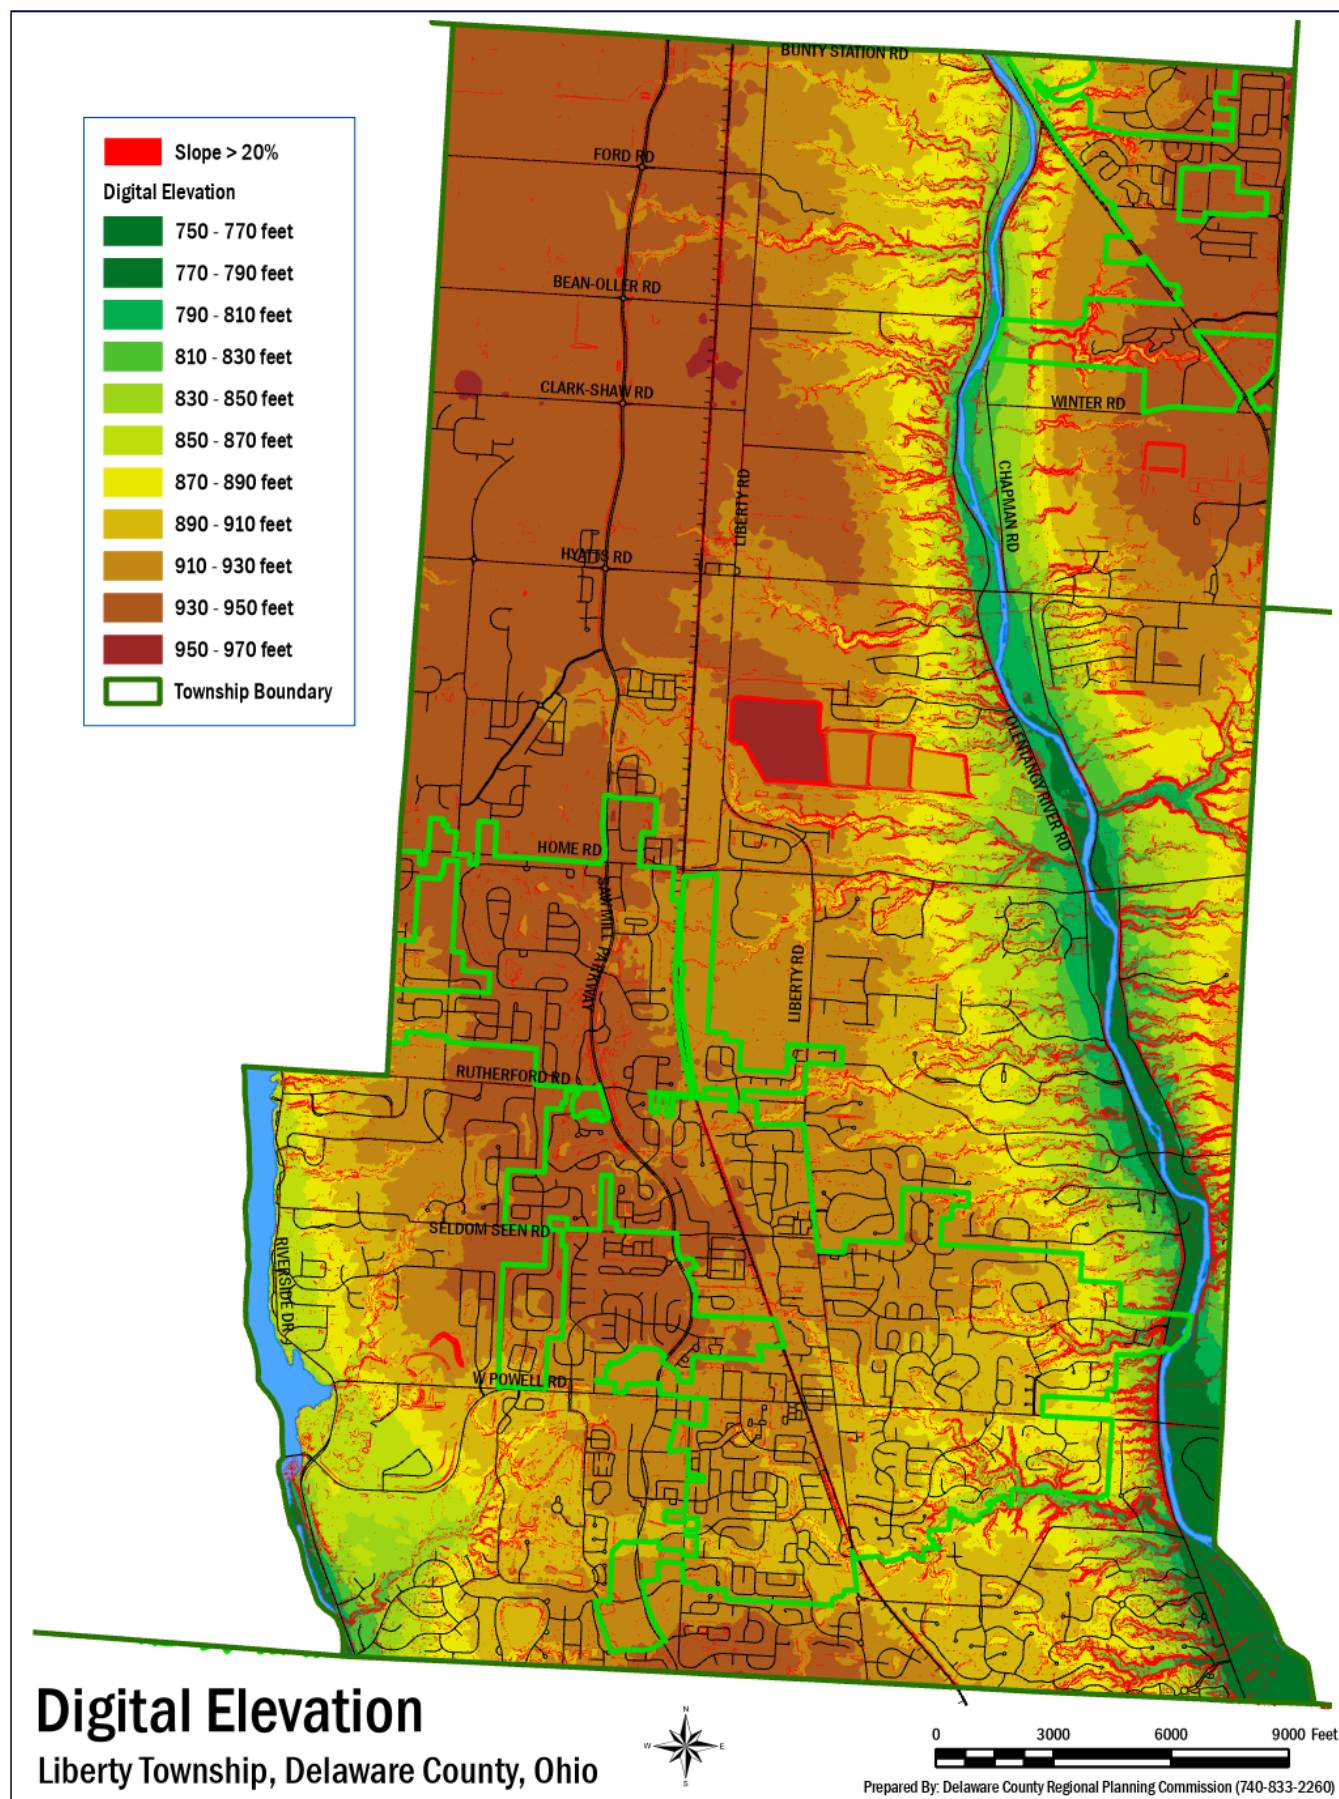 BUNTY STATION RD
Slope > 20%
FORD RD
Digital Elevation
750 - 770 feet
770 - 790 feet
BEAN-OLLER RD
790 - 810 feet
810 - 830 feet
CLARK-SHAW RD
830 - 850 feet
WINTER RD
850 - 870 feet
870 - 890 feet
LIBERTY RD
CHAPMAN RD
890 - 910 feet
HYATTS RD
910 - 930 feet
930 - 950 feet
950 - 970 feet
Township Boundary
OLENTANGY RIVER RD
HOME RD
SAWMILL PARKWAY
LIBERTY RD
RUTHERFORD RD
SELDOM SEEN RD
RIVERSIDE DR
W POWELL RD
Digital Elevation
Liberty Township, Delaware County, Ohio
N
W E
S
0 3000 6000 9000 Feet
Prepared By: Delaware County Regional Planning Commission (740-833-2260)